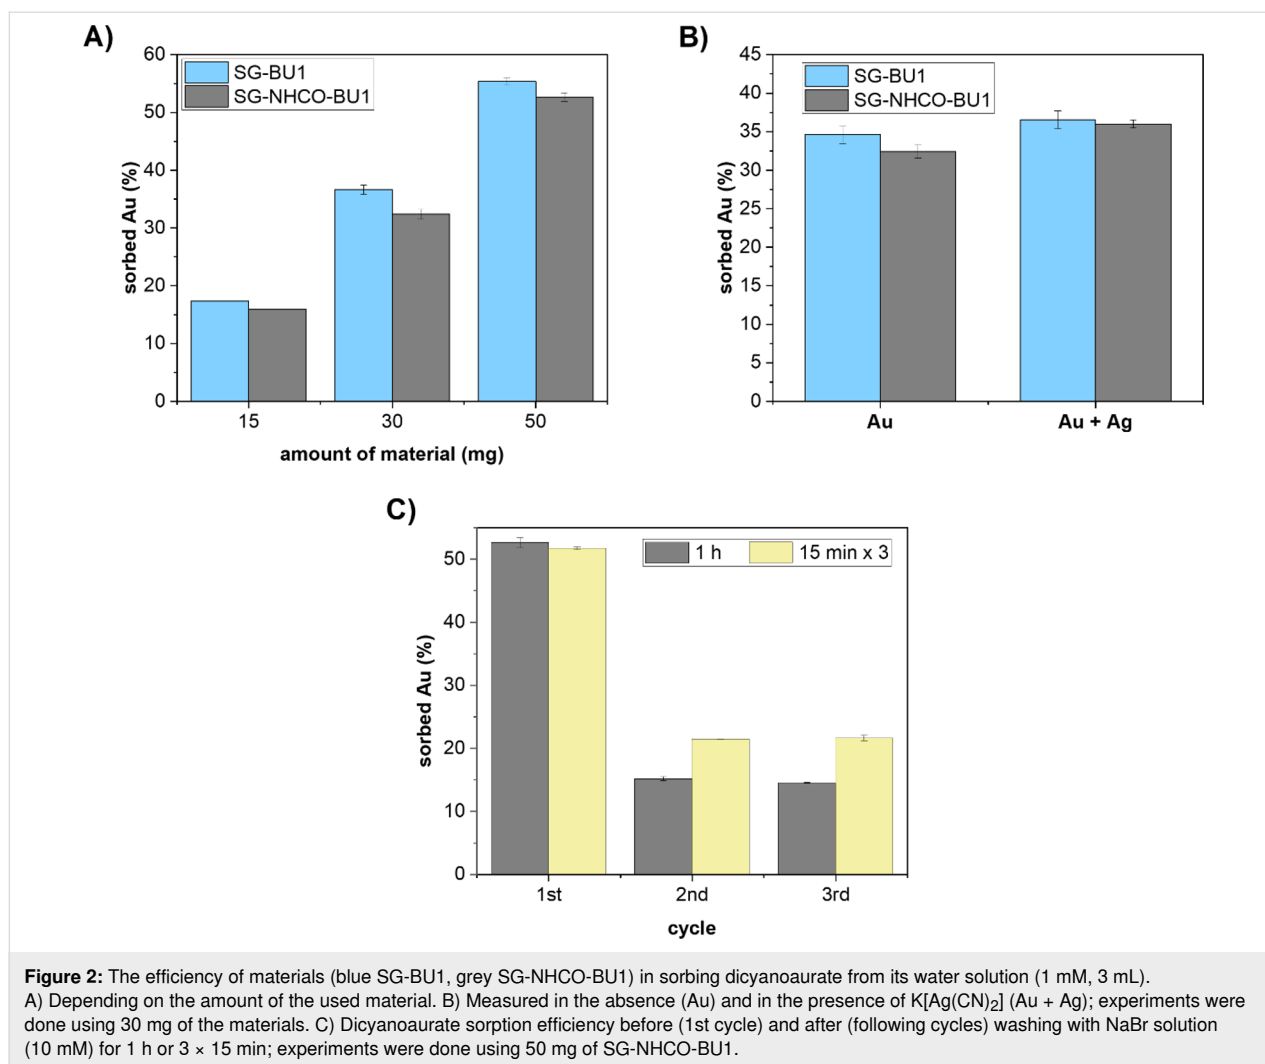 A)
60
50
40
30
20
10
0
sorbed Au (%)
SG-BU1
SG-NHCO-BU1
15 30 50
amount of material (mg)
B)
45
40
35
30
25
20
15
10
5
0
sorbed Au (%)
SG-BU1
SG-NHCO-BU1
Au Au + Ag
C)
50
40
30
20
10
0
sorbed Au (%)
1 h 15 min x 3
1st 2nd 3rd
cycle
Figure 2: The efficiency of materials (blue SG-BU1, grey SG-NHCO-BU1) in sorbing dicyanoaurate from its water solution (1 mM, 3 mL).
A) Depending on the amount of the used material. B) Measured in the absence (Au) and in the presence of K[Ag(CN)₂] (Au + Ag); experiments were
done using 30 mg of the materials. C) Dicyanoaurate sorption efficiency before (1st cycle) and after (following cycles) washing with NaBr solution
(10 mM) for 1 h or 3 × 15 min; experiments were done using 50 mg of SG-NHCO-BU1.